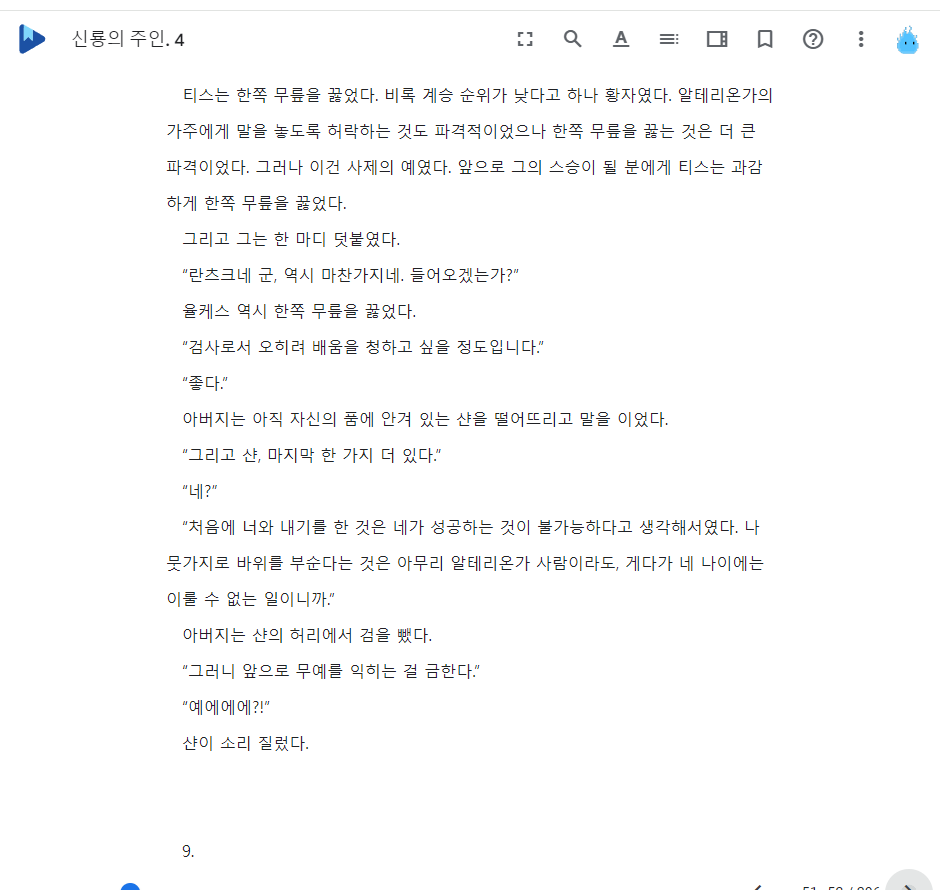 신룡의 주인. 4
티스는 한쪽 무릎을 꿇었다. 비록 계승 순위가 낮다고 하나 황자였다. 알테리온가의
가주에게 말을 놓도록 허락하는 것도 파격적이었으나 한쪽 무릎을 꿇는 것은 더 큰
파격이었다. 그러나 이건 사제의 예였다. 앞으로 그의 스승이 될 분에게 티스는 과감
하게 한쪽 무릎을 꿇었다.
그리고 그는 한 마디 덧붙였다.
“란츠크네 군, 역시 마찬가지네. 들어오겠는가?”
율케스 역시 한쪽 무릎을 꿇었다.
“검사로서 오히려 배움을 청하고 싶을 정도입니다.”
“좋다.”
아버지는 아직 자신의 품에 안겨 있는 샨을 떨어뜨리고 말을 이었다.
“그리고 샨, 마지막 한 가지 더 있다.”
“네?”
“처음에 너와 내기를 한 것은 네가 성공하는 것이 불가능하다고 생각해서였다. 나
뭇가지로 바위를 부순다는 것은 아무리 알테리온가 사람이라도, 게다가 네 나이에는
이룰 수 없는 일이니까.”
아버지는 샨의 허리에서 검을 뺐다.
“그러니 앞으로 무예를 익히는 걸 금한다.”
“예에에에?!”
샨이 소리 질렀다.
9.